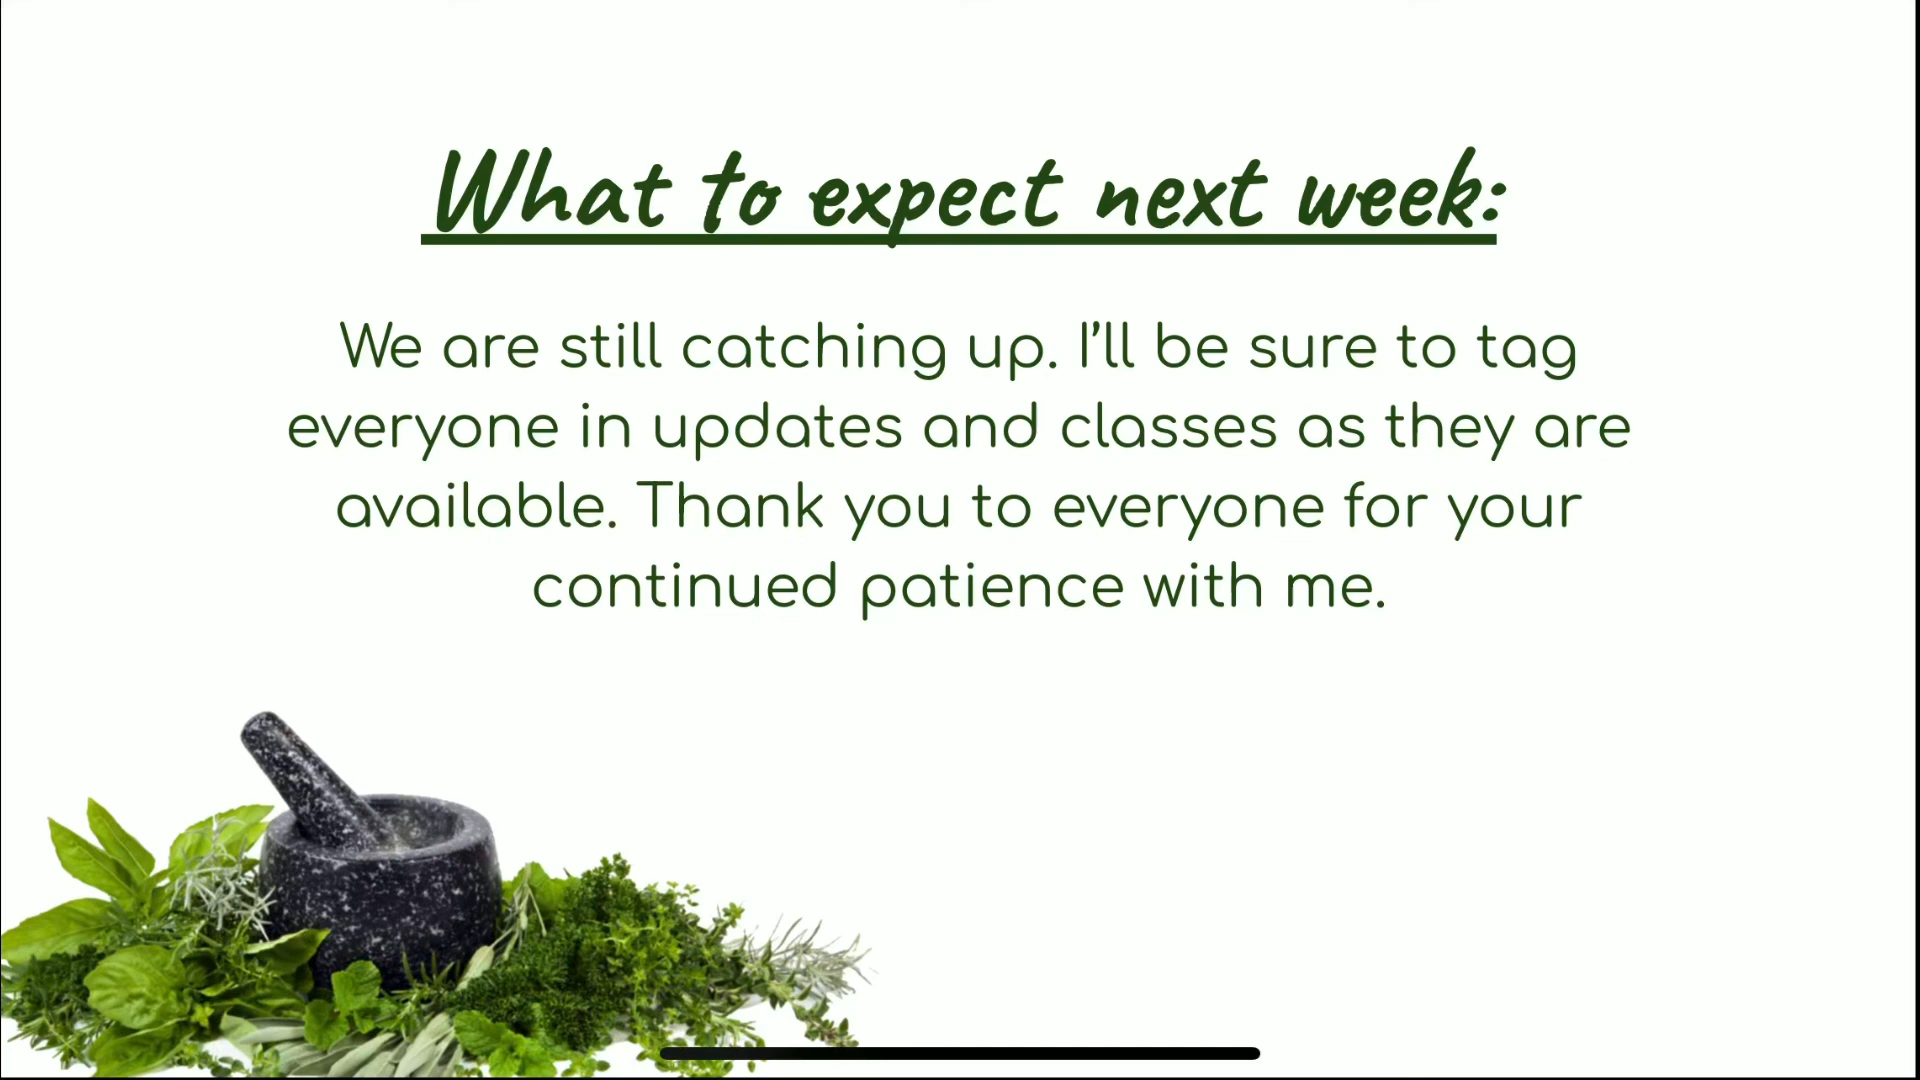 What to expect next week:
We are still catching up. I’ll be sure to tag
everyone in updates and classes as they are
available. Thank you to everyone for your
continued patience with me.